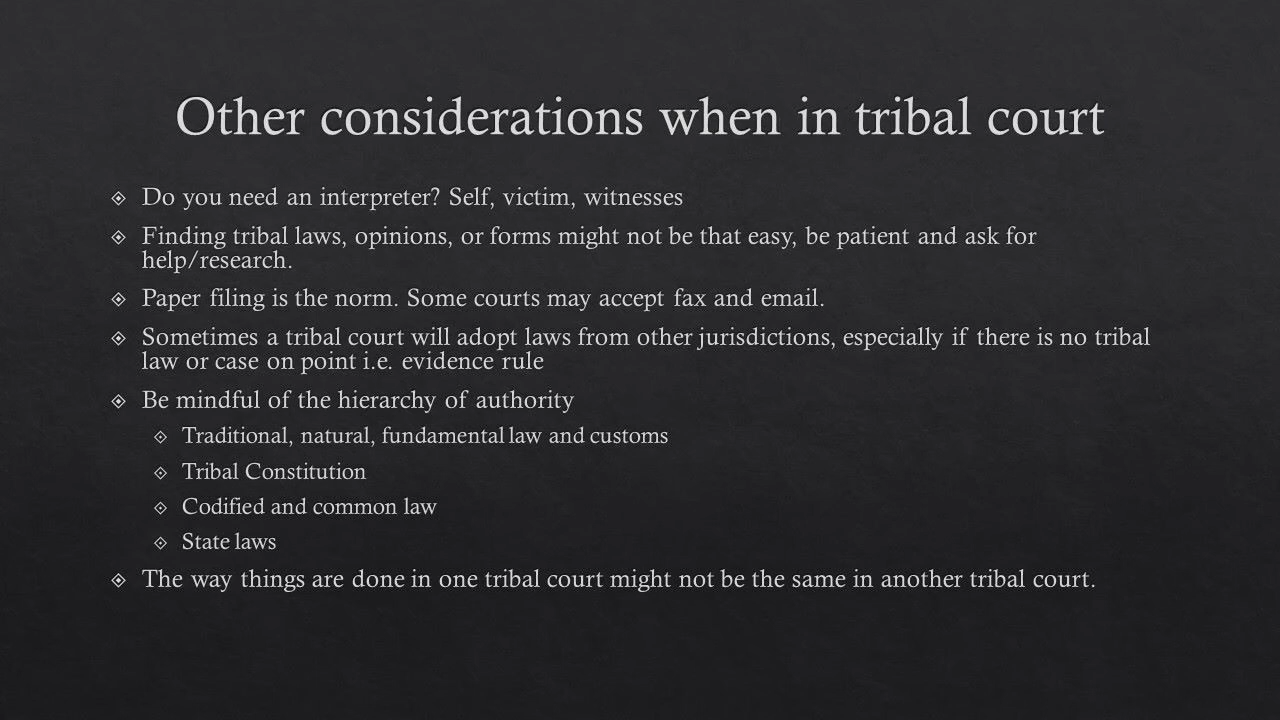 Other considerations when in tribal court
Do you need an interpreter? Self, victim, witnesses
Finding tribal laws, opinions, or forms might not be that easy, be patient and ask for
help/research.
Paper filing is the norm. Some courts may accept fax and email.
Sometimes a tribal court will adopt laws from other jurisdictions, especially if there is no tribal
law or case on point i.e. evidence rule
Be mindful of the hierarchy of authority
Traditional, natural, fundamental law and customs
Tribal Constitution
Codified and common law
State laws
The way things are done in one tribal court might not be the same in another tribal court.